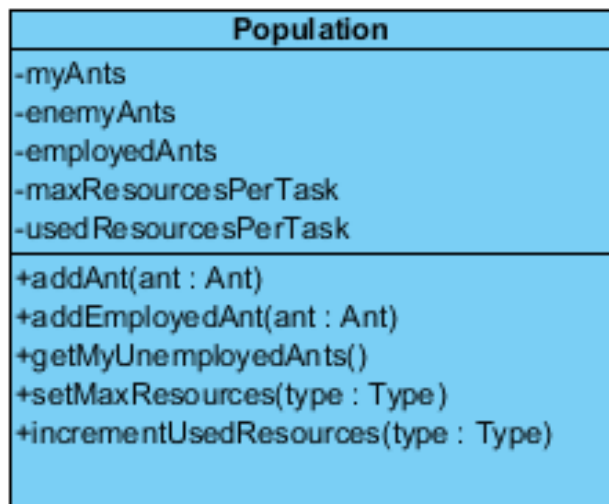 Population
-myAnts
-enemyAnts
-employedAnts
-maxResourcesPerTask
-usedResourcesPerTask
+addAnt(ant : Ant)
+addEmployedAnt(ant : Ant)
+getMyUnemployedAnts()
+setMaxResources(type : Type)
+incrementUsedResources(type : Type)